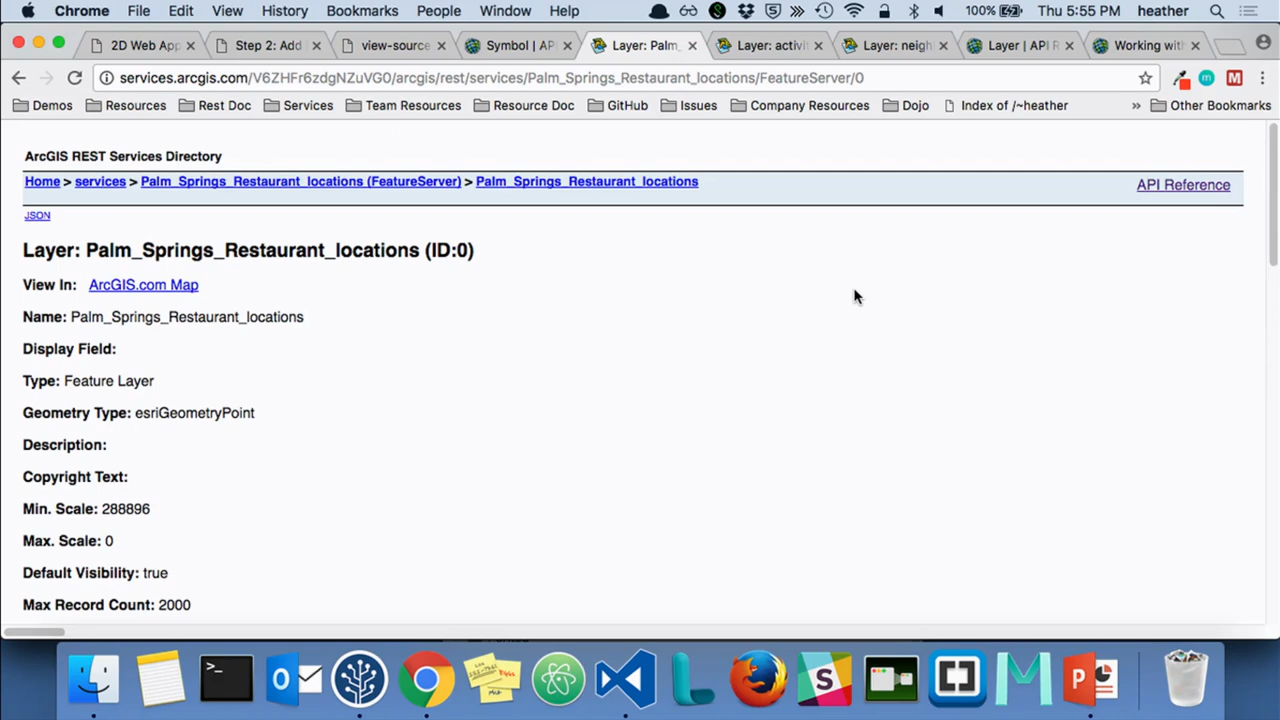 Chrome File Edit View History Bookmarks People Window Help 100% Thu 5:55 PM heather
2D Web Ap Step 2: Add view-source Symbol | AP Layer: Palm_ Layer: activi Layer: neigh Layer | API R Working wit
services.arcgis.com/V6ZHFr6zdgNZuVG0/arcgis/rest/services/Palm_Springs_Restaurant_locations/FeatureServer/0
Demos Resources Rest Doc Services Team Resources Resource Doc GitHub Issues Company Resources Dojo Index of /~heather » Other Bookmarks
ArcGIS REST Services Directory
Home > services > Palm_Springs_Restaurant_locations (FeatureServer) > Palm_Springs_Restaurant_locations
API Reference
JSON
Layer: Palm_Springs_Restaurant_locations (ID:0)
View In: ArcGIS.com Map
Name: Palm_Springs_Restaurant_locations
Display Field:
Type: Feature Layer
Geometry Type: esriGeometryPoint
Description:
Copyright Text:
Min. Scale: 288896
Max. Scale: 0
Default Visibility: true
Max Record Count: 2000